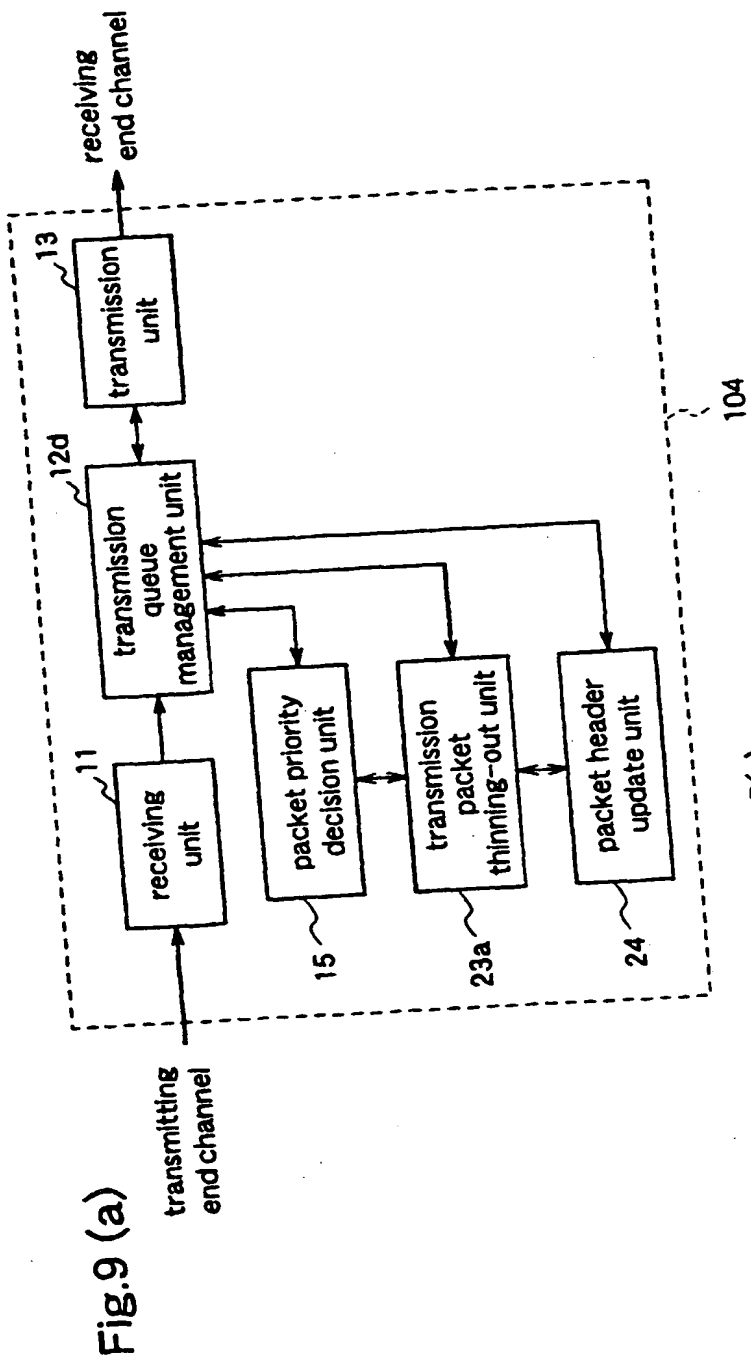 Fig.9 (a)
transmitting
end channel
11
receiving
unit
12d
transmission
queue
management unit
13
transmission
unit
receiving
end channel
packet priority
decision unit
15
transmission
packet
thinning-out unit
23a
packet header
update unit
24
104